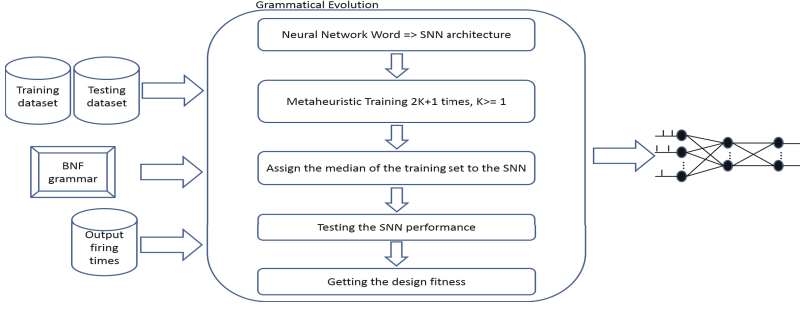 Grammatical Evolution
Neural Network Word => SNN architecture
Training
dataset
Testing
dataset
Metaheuristic Training 2K+1 times, K>= 1
BNF
grammar
Assign the median of the training set to the SNN
Output
firing
times
Testing the SNN performance
Getting the design fitness